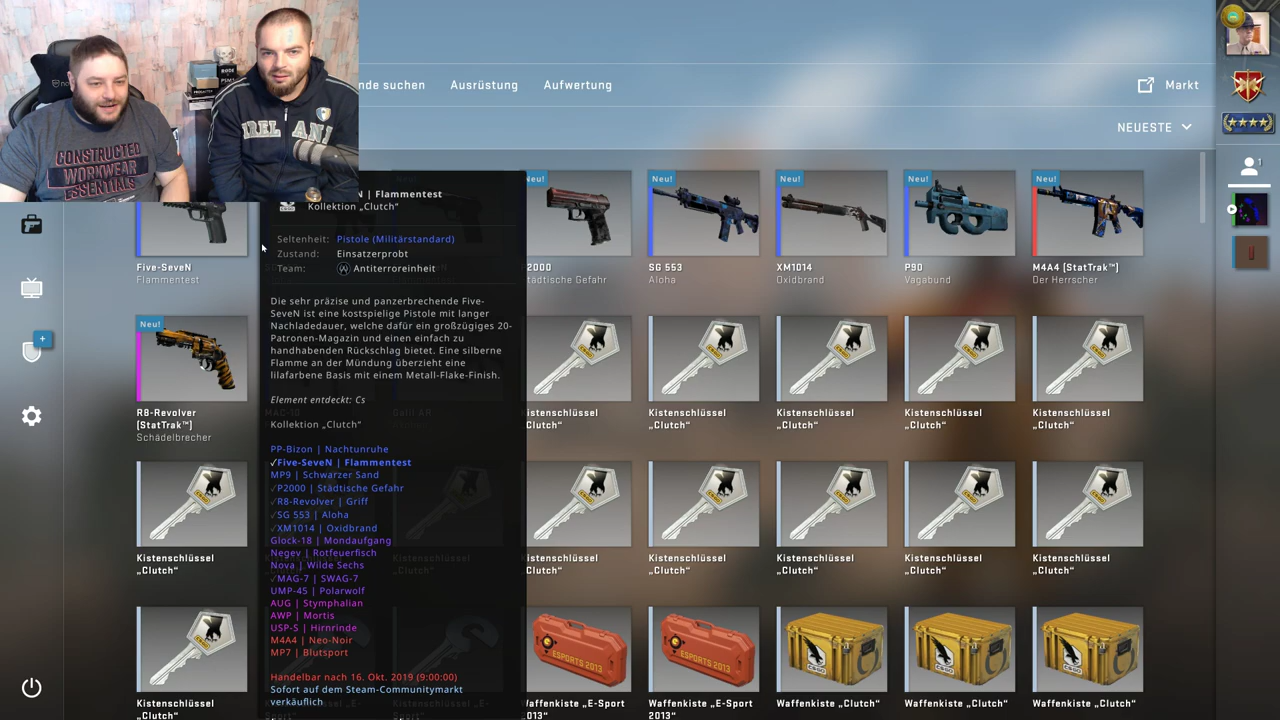 nde suchen
Ausrüstung
Aufwertung
Markt
NEUESTE
CONSTRUCTED
WORKWEAR
ESSENTIALS
RODE
PSM1
Neu!
Neu!
Neu!
Neu!
Neu!
Five-SeveN
Flammentest
2000
tädtische Gefahr
SG 553
Aloha
XM1014
Oxidbrand
P90
Vagabund
M4A4 (StatTrak™)
Der Herrscher
N | Flammentest
Kollektion „Clutch“
Seltenheit: Pistole (Militärstandard)
Zustand: Einsatzerprobt
Team: Antiterroreinheit
Die sehr präzise und panzerbrechende Five-
SeveN ist eine kostspielige Pistole mit langer
Nachladedauer, welche dafür ein großzügiges 20-
Patronen-Magazin und einen einfach zu
handhabenden Rückschlag bietet. Eine silberne
Flamme an der Mündung überzieht eine
lilafarbene Basis mit einem Metall-Flake-Finish.
Element entdeckt: Cs
Kollektion „Clutch“
PP-Bizon | Nachtunruhe
✓Five-SeveN | Flammentest
MP9 | Schwarzer Sand
✓P2000 | Städtische Gefahr
✓R8-Revolver | Griff
✓SG 553 | Aloha
✓XM1014 | Oxidbrand
Glock-18 | Mondaufgang
Negev | Rotfeuerfisch
Nova | Wilde Sechs
✓MAG-7 | SWAG-7
UMP-45 | Polarwolf
AUG | Stymphalian
AWP | Mortis
USP-S | Hirnrinde
M4A4 | Neo-Noir
MP7 | Blutsport
Handelbar nach 16. Okt. 2019 (9:00:00)
Sofort auf dem Steam-Communitymarkt
verkäuflich
Neu!
R8-Revolver
(StatTrak™)
Schädelbrecher
MAC-10
Galil AR
Kistenschlüssel
„Clutch“
Kistenschlüssel
„Clutch“
Kistenschlüssel
„Clutch“
Kistenschlüssel
„Clutch“
Kistenschlüssel
„Clutch“
Kistenschlüssel
„Clutch“
Kistenschlüssel
„Clutch“
Kistenschlüssel
„Clutch“
Kistenschlüssel
„Clutch“
Kistenschlüssel
„Clutch“
Kistenschlüssel
„Clutch“
Kistenschlüssel
„Clutch“
ESPORTS 2013
ESPORTS 2013
Waffenkiste „E-Sport
2013“
Waffenkiste „E-Sport
2013“
Waffenkiste „Clutch“
Waffenkiste „Clutch“
Waffenkiste „Clutch“
1